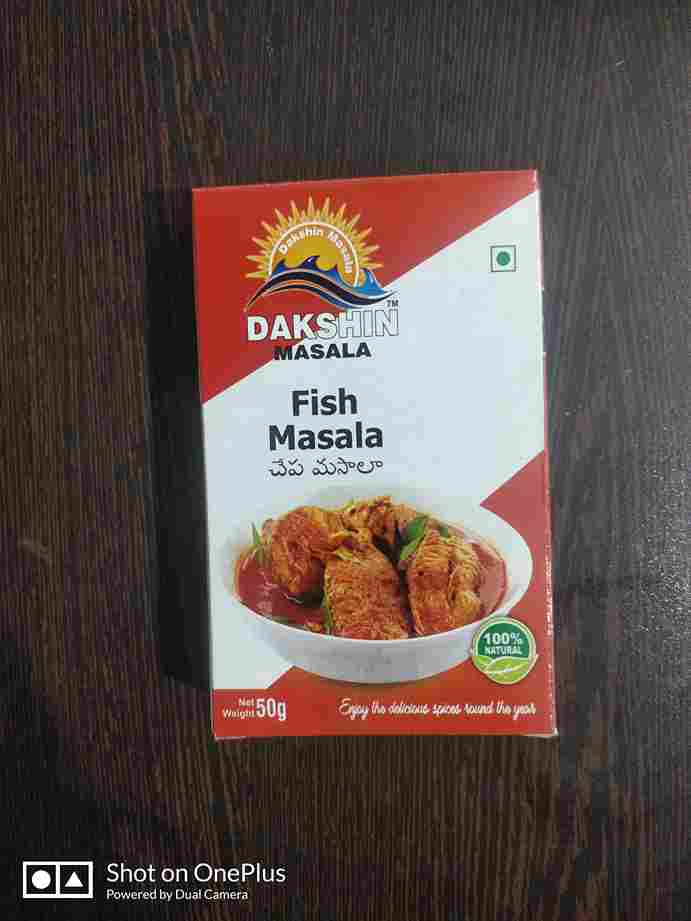 Dakshin Masala
DAKSHIN™
MASALA
Fish
Masala
చేప మసాలా
100%
NATURAL
Net
Weight 50g
Enjoy the delicious spices round the year
Shot on OnePlus
Powered by Dual Camera